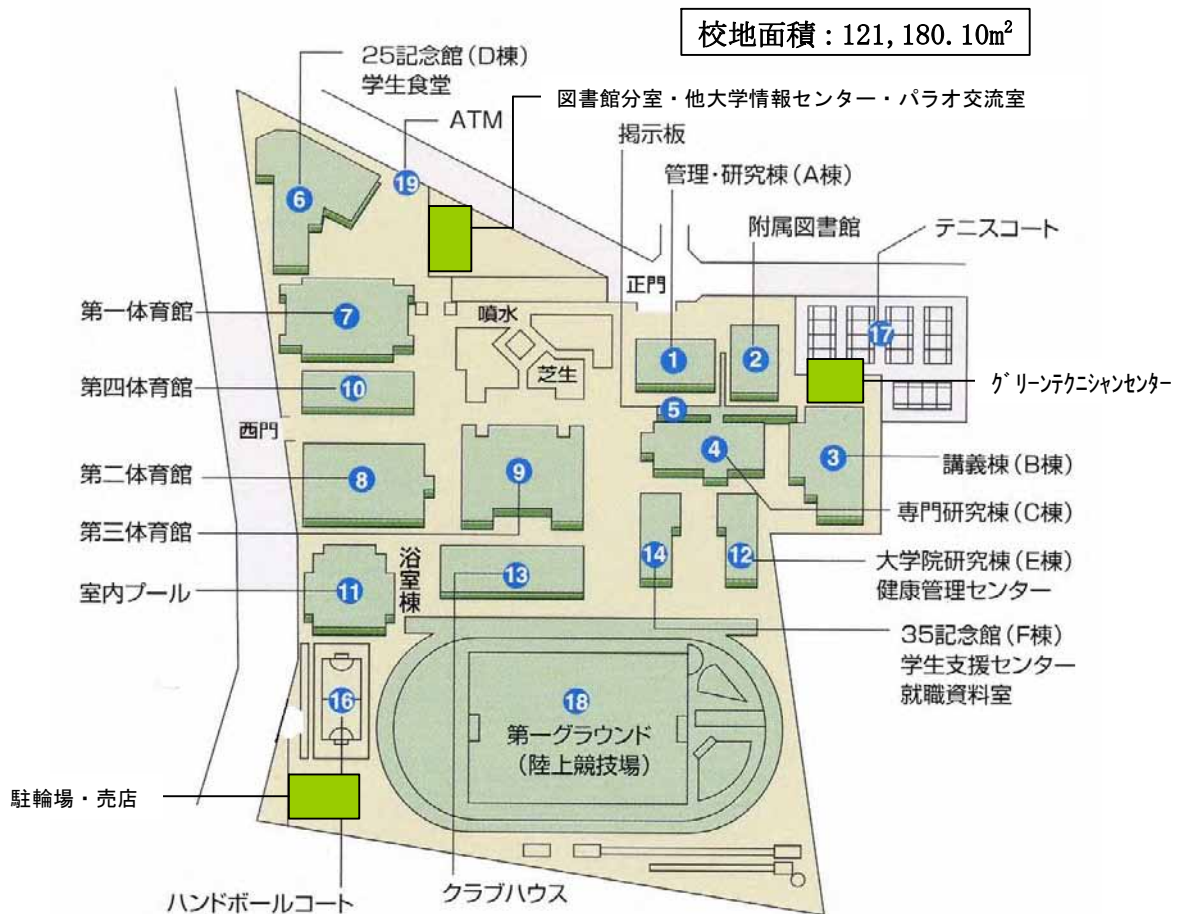 校地面積：121,180.10m²
25記念館(D棟)
学生食堂
ATM
図書館分室・他大学情報センター・パラオ交流室
掲示板
管理・研究棟(A棟)
附属図書館
テニスコート
19
6
正門
第一体育館
7
噴水
芝生
1
2
17
第四体育館
10
グリーンテクニシャンセンター
5
西門
第二体育館
8
9
4
3
講義棟(B棟)
専門研究棟(C棟)
第三体育館
浴室棟
13
14
12
大学院研究棟(E棟)
健康管理センター
室内プール
11
35記念館(F棟)
学生支援センター
就職資料室
16
18
第一グラウンド
(陸上競技場)
駐輪場・売店
ハンドボールコート
クラブハウス